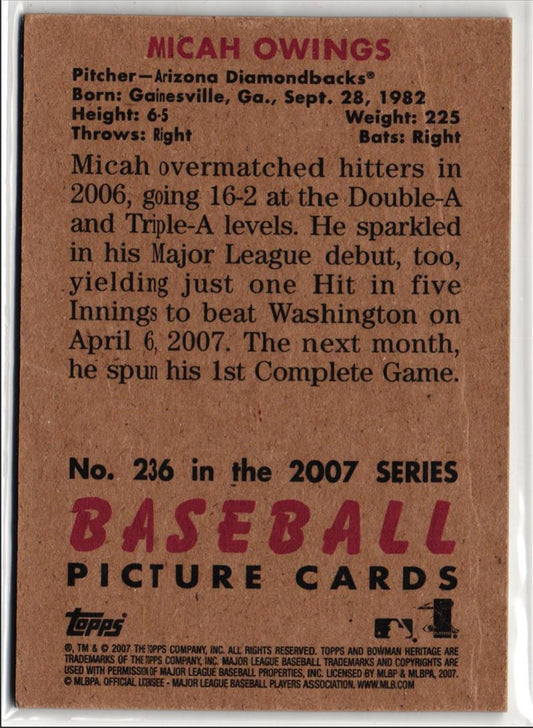 MICAH OWINGS
Pitcher—Arizona Diamondbacks®
Born: Gainesville, Ga., Sept. 28, 1982
Height: 6-5 Weight: 225
Throws: Right Bats: Right
Micah overmatched hitters in
2006, going 16-2 at the Double-A
and Triple-A levels. He sparkled
in his Major League debut, too,
yielding just one Hit in five
Innings to beat Washington on
April 6, 2007. The next month,
he spun his 1st Complete Game.
No. 236 in the 2007 SERIES
BASEBALL
PICTURE CARDS
Topps
®, TM & © 2007 THE TOPPS COMPANY, INC. ALL RIGHTS RESERVED. TOPPS AND BOWMAN HERITAGE ARE
TRADEMARKS OF THE TOPPS COMPANY, INC. MAJOR LEAGUE BASEBALL TRADEMARKS AND COPYRIGHTS ARE
USED WITH PERMISSION OF MAJOR LEAGUE BASEBALL PROPERTIES, INC. LICENSED BY MLBP & MLBPA, 2007.
© MLBPA. OFFICIAL LICENSEE - MAJOR LEAGUE BASEBALL PLAYERS ASSOCIATION. WWW.MLB.COM